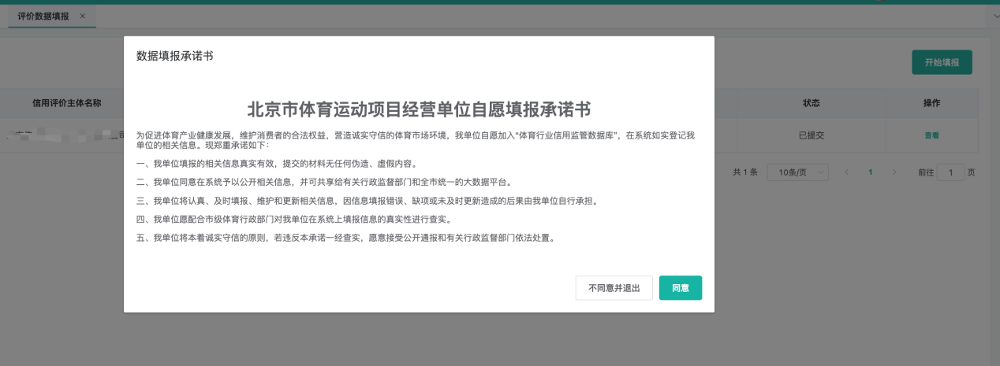 评价数据填报 ×
数据填报承诺书
开始填报
北京市体育运动项目经营单位自愿填报承诺书
信用评价主体名称
状态
操作
为促进体育产业健康发展，维护消费者的合法权益，营造诚实守信的体育市场环境，我单位自愿加入“体育行业信用监管数据库”，在系统如实登记我
单位的相关信息。现郑重承诺如下：
已提交
查看
一、我单位填报的相关信息真实有效，提交的材料无任何伪造、虚假内容。
共 1 条 10条/页 1 前往 1 页
二、我单位同意在系统予以公开相关信息，并可共享给有关行政监督部门和全市统一的大数据平台。
三、我单位将认真、及时填报、维护和更新相关信息，因信息填报错误、缺项或未及时更新造成的后果由我单位自行承担。
四、我单位愿配合市级体育行政部门对我单位在系统上填报信息的真实性进行查实。
五、我单位将本着诚实守信的原则，若违反本承诺一经查实，愿意接受公开通报和有关行政监督部门依法处置。
不同意并退出
同意